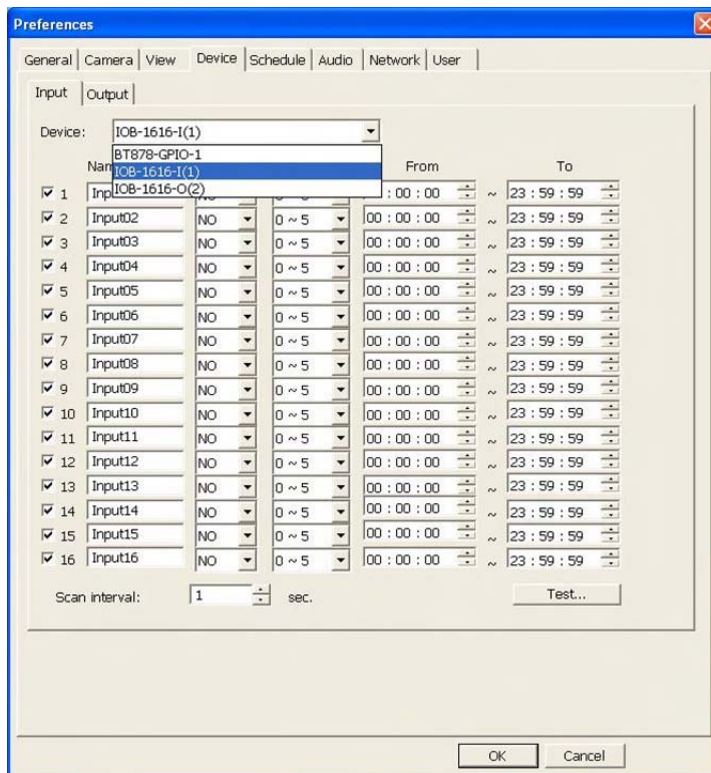 Preferences
General Camera View Device Schedule Audio Network User
Input Output
Device: IOB-1616-I(1)
BT878-GPIO-1
IOB-1616-I(1)
IOB-1616-O(2)
From To
1 : 00 : 00 ~ 23 : 59 : 59
2 Input02 NO 0 ~ 5 00 : 00 : 00 ~ 23 : 59 : 59
3 Input03 NO 0 ~ 5 00 : 00 : 00 ~ 23 : 59 : 59
4 Input04 NO 0 ~ 5 00 : 00 : 00 ~ 23 : 59 : 59
5 Input05 NO 0 ~ 5 00 : 00 : 00 ~ 23 : 59 : 59
6 Input06 NO 0 ~ 5 00 : 00 : 00 ~ 23 : 59 : 59
7 Input07 NO 0 ~ 5 00 : 00 : 00 ~ 23 : 59 : 59
8 Input08 NO 0 ~ 5 00 : 00 : 00 ~ 23 : 59 : 59
9 Input09 NO 0 ~ 5 00 : 00 : 00 ~ 23 : 59 : 59
10 Input10 NO 0 ~ 5 00 : 00 : 00 ~ 23 : 59 : 59
11 Input11 NO 0 ~ 5 00 : 00 : 00 ~ 23 : 59 : 59
12 Input12 NO 0 ~ 5 00 : 00 : 00 ~ 23 : 59 : 59
13 Input13 NO 0 ~ 5 00 : 00 : 00 ~ 23 : 59 : 59
14 Input14 NO 0 ~ 5 00 : 00 : 00 ~ 23 : 59 : 59
15 Input15 NO 0 ~ 5 00 : 00 : 00 ~ 23 : 59 : 59
16 Input16 NO 0 ~ 5 00 : 00 : 00 ~ 23 : 59 : 59
Scan interval: 1 sec. Test...
OK Cancel